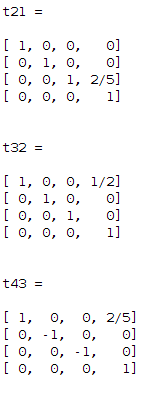 t21 =
[ 1, 0, 0,   0]
[ 0, 1, 0,   0]
[ 0, 0, 1, 2/5]
[ 0, 0, 0,   1]
t32 =
[ 1, 0, 0, 1/2]
[ 0, 1, 0,   0]
[ 0, 0, 1,   0]
[ 0, 0, 0,   1]
t43 =
[ 1,  0,  0, 2/5]
[ 0, -1,  0,   0]
[ 0,  0, -1,   0]
[ 0,  0,  0,   1]